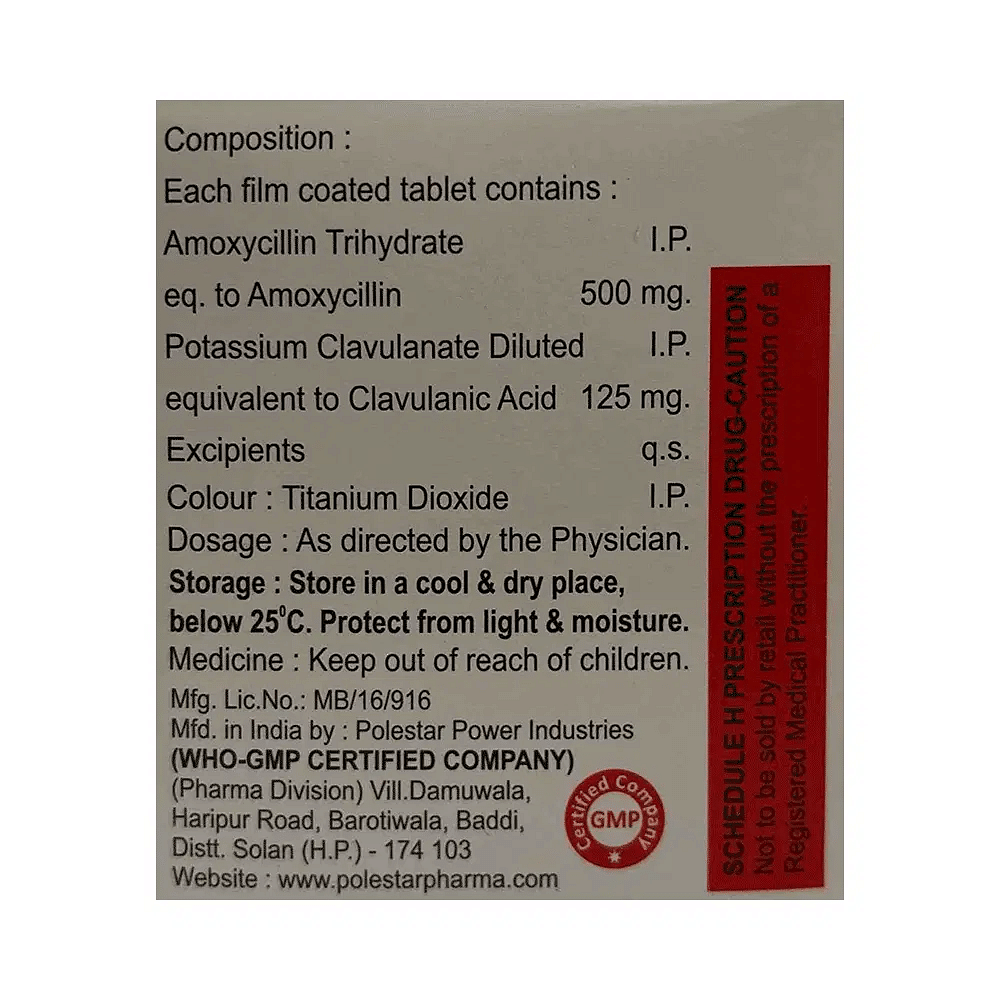 Composition :
Each film coated tablet contains :
Amoxycillin Trihydrate I.P.
eq. to Amoxycillin 500 mg.
Potassium Clavulanate Diluted I.P.
equivalent to Clavulanic Acid 125 mg.
Excipients q.s.
Colour : Titanium Dioxide I.P.
Dosage : As directed by the Physician.
Storage : Store in a cool & dry place,
below 25⁰C. Protect from light & moisture.
Medicine : Keep out of reach of children.
Mfg. Lic.No.: MB/16/916
Mfd. in India by : Polestar Power Industries
(WHO-GMP CERTIFIED COMPANY)
(Pharma Division) Vill.Damuwala,
Haripur Road, Barotiwala, Baddi,
Distt. Solan (H.P.) - 174 103
Website : www.polestarpharma.com
Certified Company
GMP
SCHEDULE H PRESCRIPTION DRUG-CAUTION
Not to be sold by retail without the prescription of a
Registered Medical Practitioner.